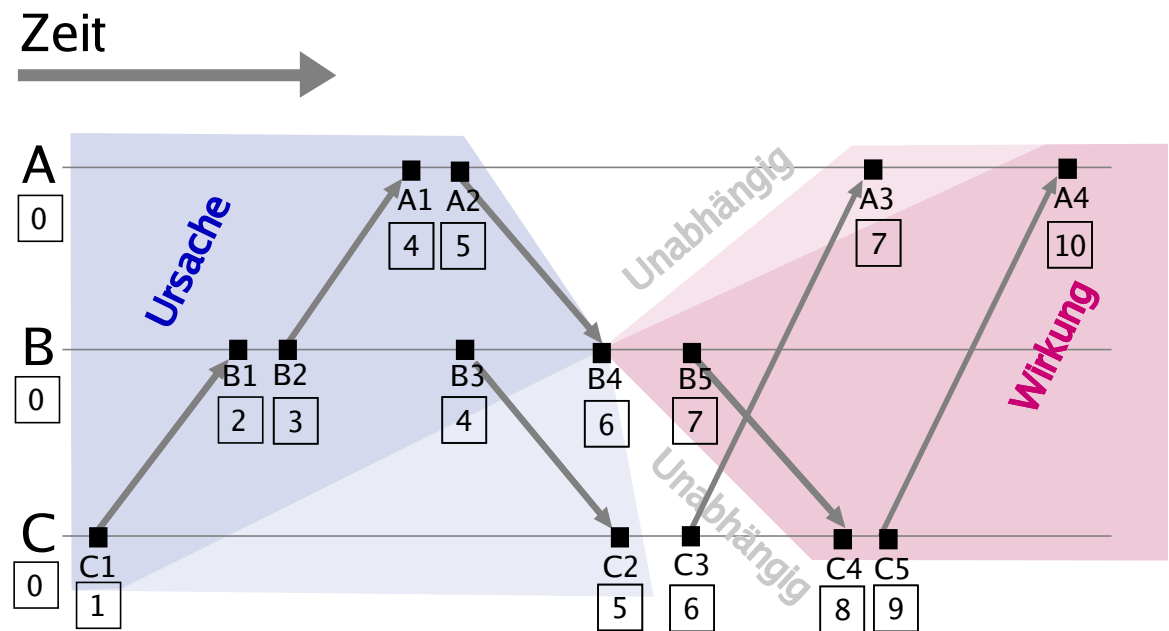 Zeit
A
0
A1
A2
A3
A4
4
5
7
10
Ursache
Unabhängig
Wirkung
B
0
B1
B2
B3
B4
B5
2
3
4
6
7
Unabhängig
C
0
C1
C2
C3
C4
C5
1
5
6
8
9